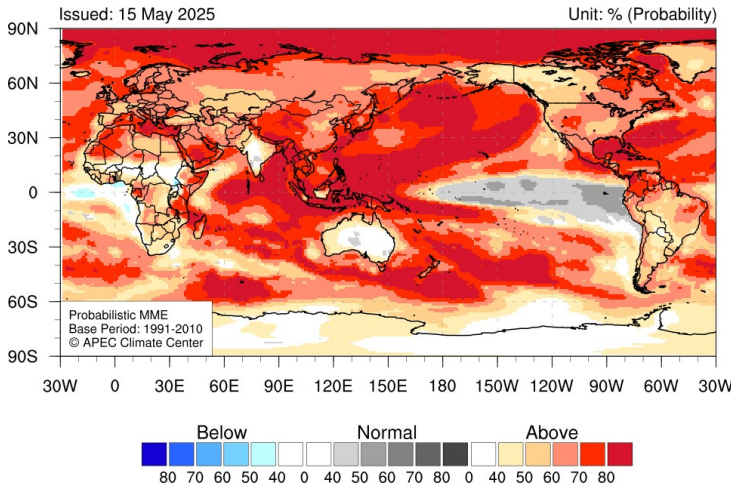 Issued: 15 May 2025 Unit: % (Probability)
90N
60N
30N
0
30S
60S
90S
Probabilistic MME
Base Period: 1991-2010
© APEC Climate Center
30W 0 30E 60E 90E 120E 150E 180 150W 120W 90W 60W 30W
Below Normal Above
80 70 60 50 40 0 40 50 60 70 80 0 40 50 60 70 80